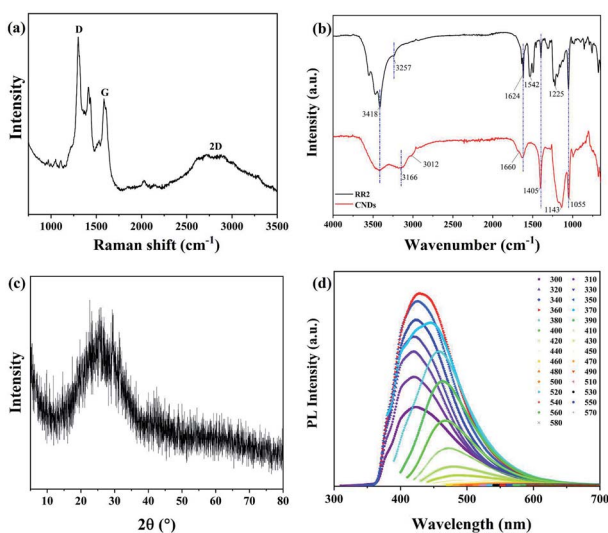 (a)
D
G
2D
Intensity
1000 1500 2000 2500 3000 3500
Raman shift (cm-1)
(b)
3257
3418
1624
1542
1225
3012
3166
1660
1405
1143
1055
RR2
CNDs
Intensity (a.u.)
4000 3500 3000 2500 2000 1500 1000
Wavenumber (cm-1)
(c)
Intensity
10 20 30 40 50 60 70 80
2θ (°)
(d)
300 310
320 330
340 350
360 370
380 390
400 410
420 430
440 450
460 470
480 490
500 510
520 530
540 550
560 570
580
PL Intensity (a.u.)
300 400 500 600 700
Wavelength (nm)